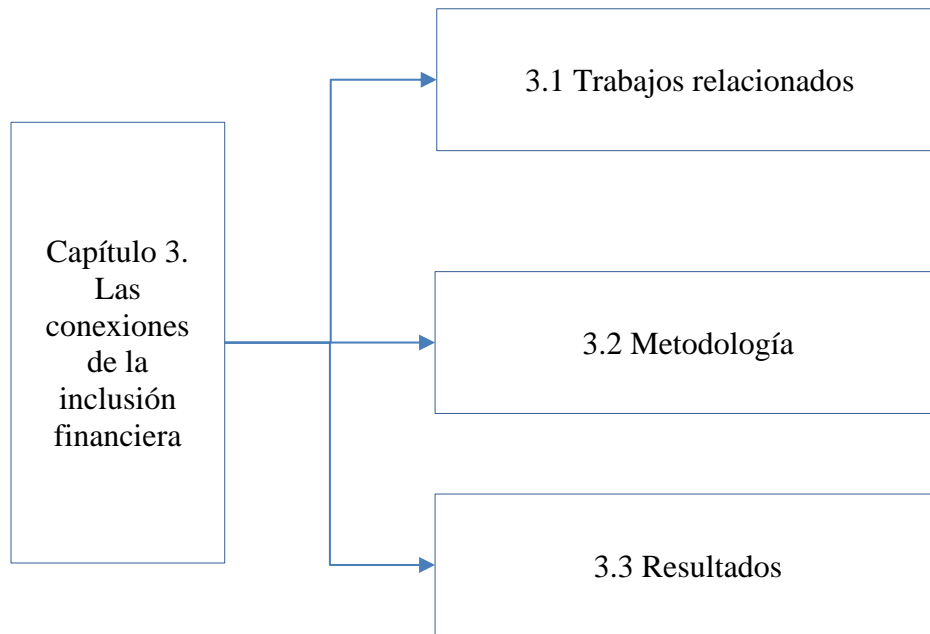 3.1 Trabajos relacionados
Capítulo 3.
Las
conexiones
de la
inclusión
financiera
3.2 Metodología
3.3 Resultados